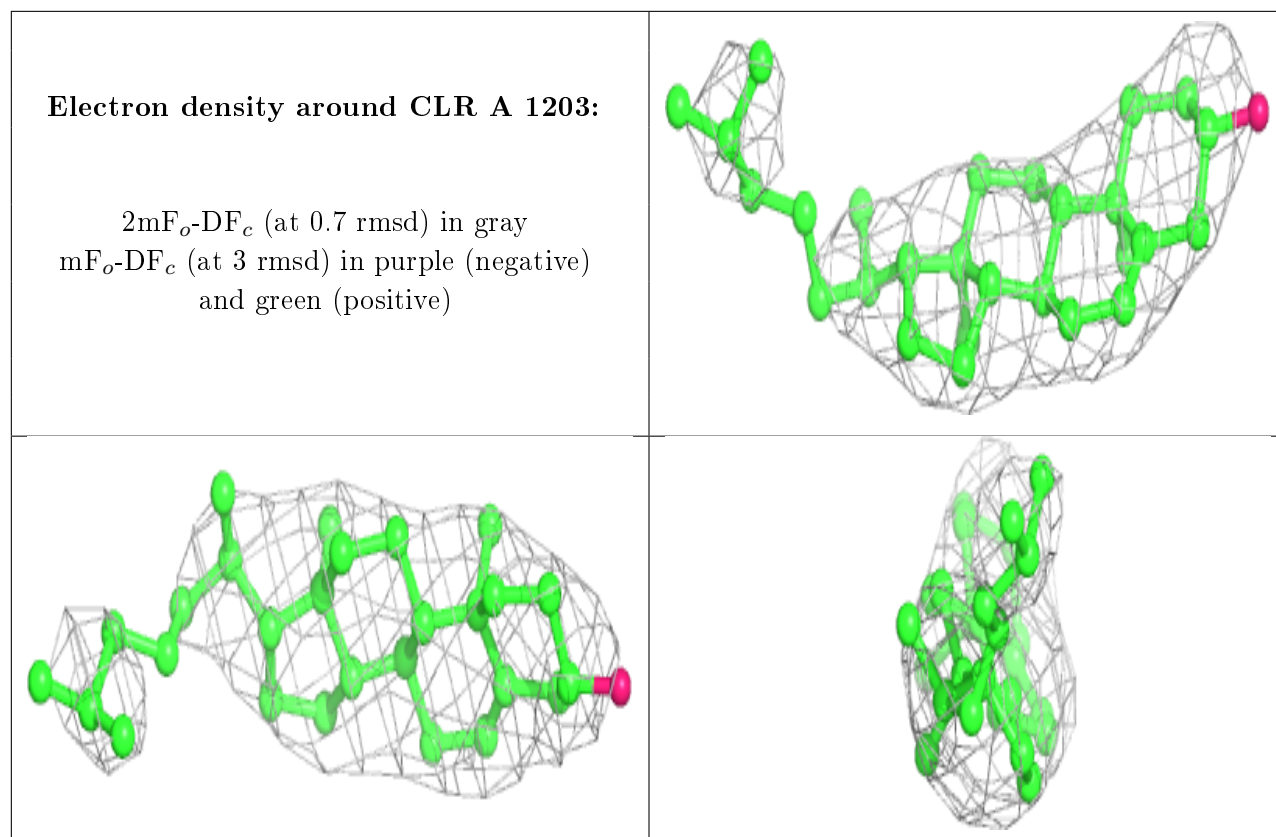 Electron density around CLR A 1203:
2mFo-DFc (at 0.7 rmsd) in gray
mFo-DFc (at 3 rmsd) in purple (negative)
and green (positive)